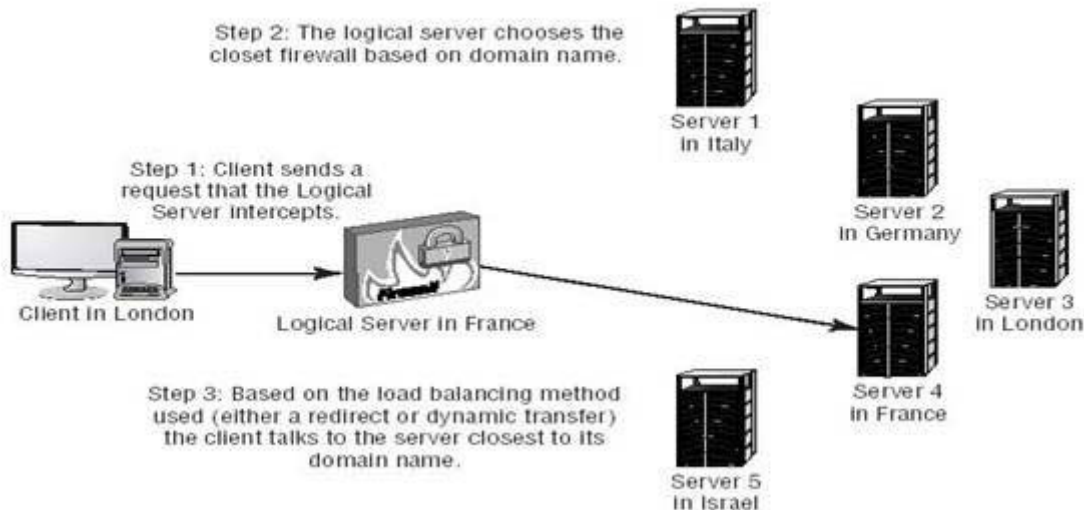 Step 2: The logical server chooses the
closet firewall based on domain name.
Server 1
in Italy
Step 1: Client sends a
request that the Logical
Server intercepts.
Server 2
in Germany
Firewall
Client in London
Logical Server in France
Server 3
in London
Step 3: Based on the load balancing method
used (either a redirect or dynamic transfer)
the client talks to the server closest to its
domain name.
Server 4
in France
Server 5
in Israel